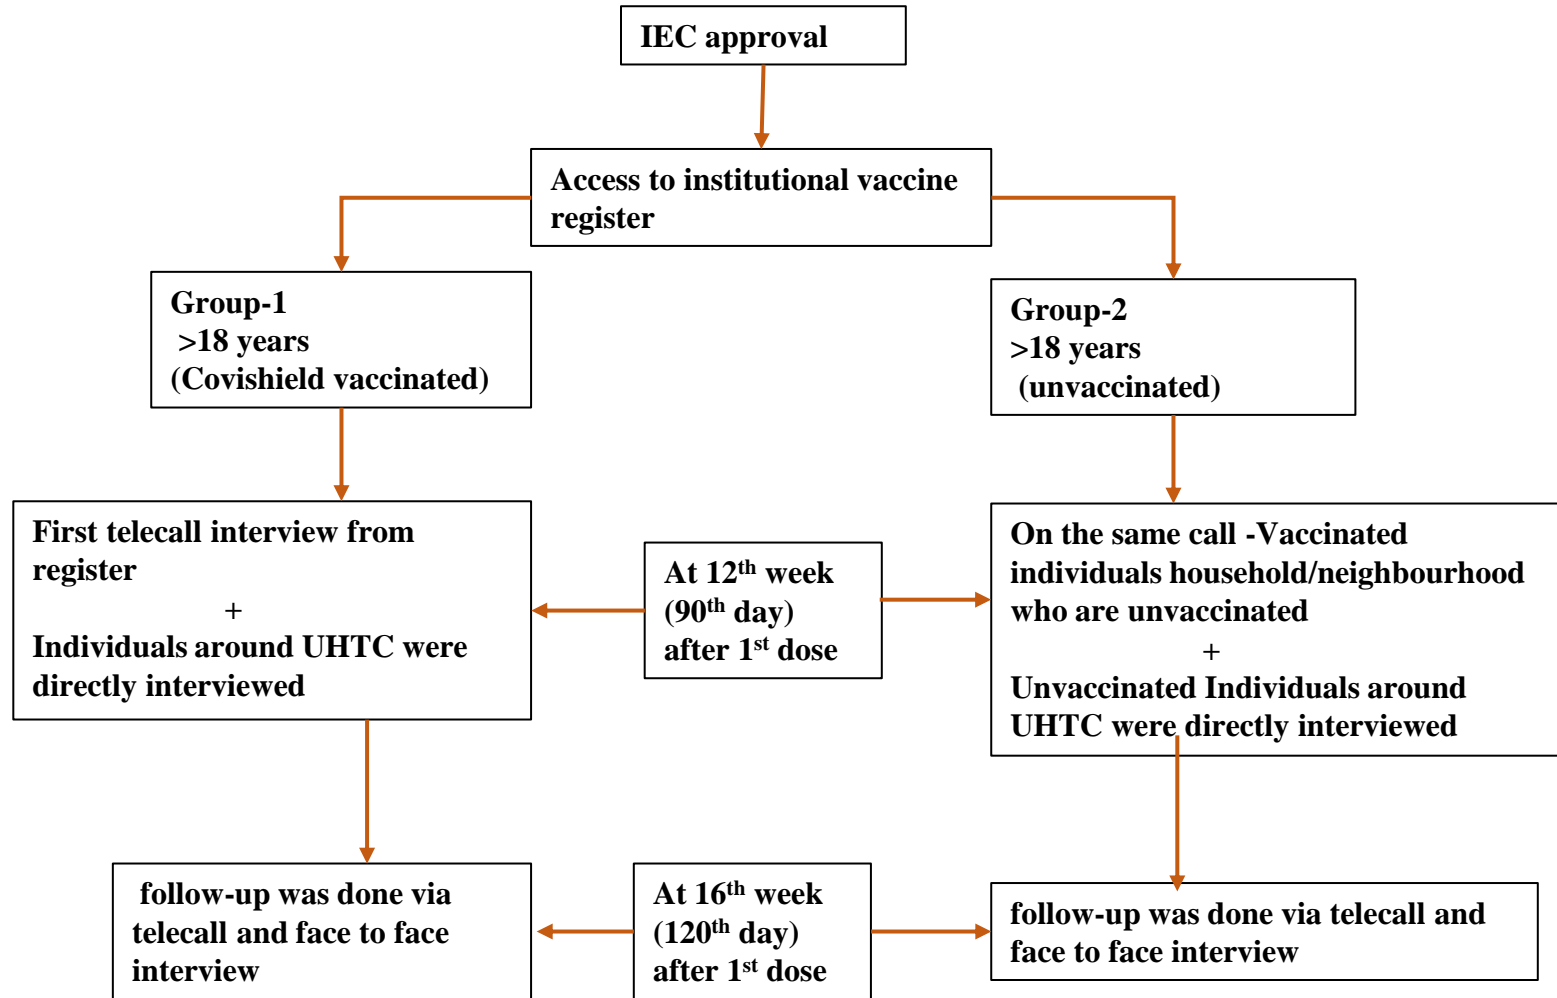 IEC approval
Access to institutional vaccine
register
Group-1
>18 years
(Covishield vaccinated)
Group-2
>18 years
(unvaccinated)
First telecall interview from
register
+
Individuals around UHTC were
directly interviewed
At 12th week
(90th day)
after 1st dose
On the same call -Vaccinated
individuals household/neighbourhood
who are unvaccinated
+
Unvaccinated Individuals around
UHTC were directly interviewed
follow-up was done via
telecall and face to face
interview
At 16th week
(120th day)
after 1st dose
follow-up was done via telecall and
face to face interview